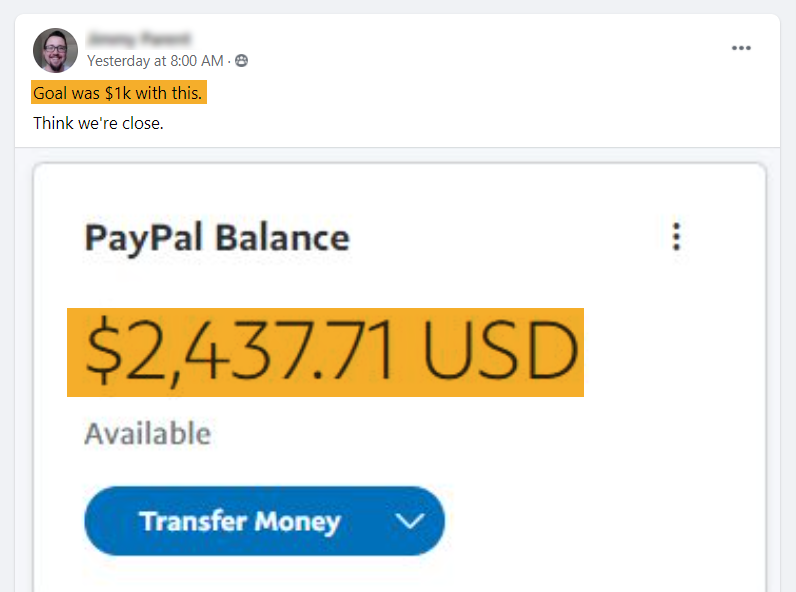 Yesterday at 8:00 AM ·
Goal was $1k with this.
Think we're close.
PayPal Balance
$2,437.71 USD
Available
Transfer Money